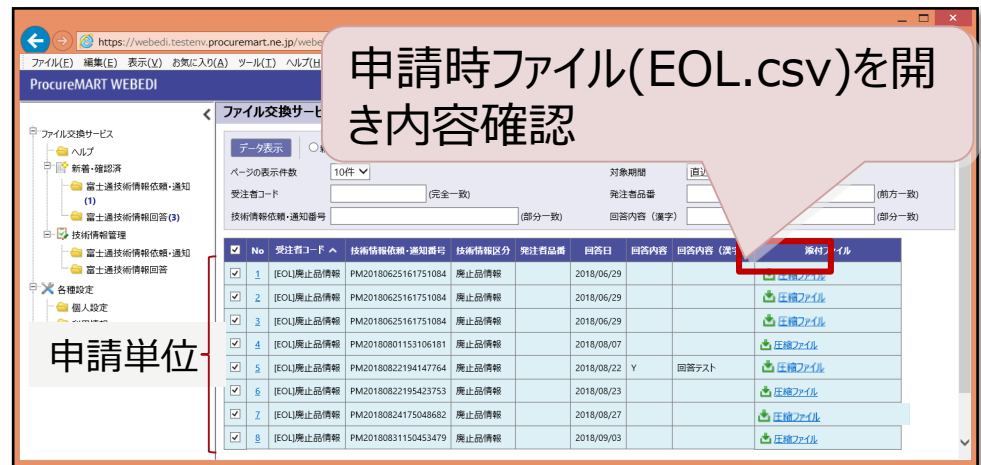 https://webedi.testenv.procuremart.ne.jp/webe
ファイル(F) 編集(E) 表示(V) お気に入り(A) ツール(T) ヘルプ(H
ProcureMART WEBEDI
申請時ファイル(EOL.csv)を開
き内容確認
ファイル交換サービス
ヘルプ
新着・確認済
富士通技術情報依頼・通知
(1)
富士通技術情報回答(3)
技術情報管理
富士通技術情報依頼・通知
富士通技術情報回答
各種設定
個人設定
申請単位
ファイル交換サービ
データ表示
ページの表示件数 10件 対象期間 直近
受注者コード (完全一致) 発注者品番 (前方一致)
技術情報依頼・通知番号 (部分一致) 回答内容（漢字） (部分一致)
No 受注者コード 技術情報依頼・通知番号 技術情報区分 発注者品番 回答日 回答内容 回答内容（漢字 添付ファイル
1 [EOL]廃止品情報 PM20180625161751084 廃止品情報 2018/06/29 圧縮ファイル
2 [EOL]廃止品情報 PM20180625161751084 廃止品情報 2018/06/29 圧縮ファイル
3 [EOL]廃止品情報 PM20180625161751084 廃止品情報 2018/06/29 圧縮ファイル
4 [EOL]廃止品情報 PM20180801153106181 廃止品情報 2018/08/07 圧縮ファイル
5 [EOL]廃止品情報 PM20180822194147764 廃止品情報 2018/08/22 Y 回答テスト 圧縮ファイル
6 [EOL]廃止品情報 PM20180822195423753 廃止品情報 2018/08/23 圧縮ファイル
7 [EOL]廃止品情報 PM20180824175048682 廃止品情報 2018/08/27 圧縮ファイル
8 [EOL]廃止品情報 PM20180831150453479 廃止品情報 2018/09/03 圧縮ファイル